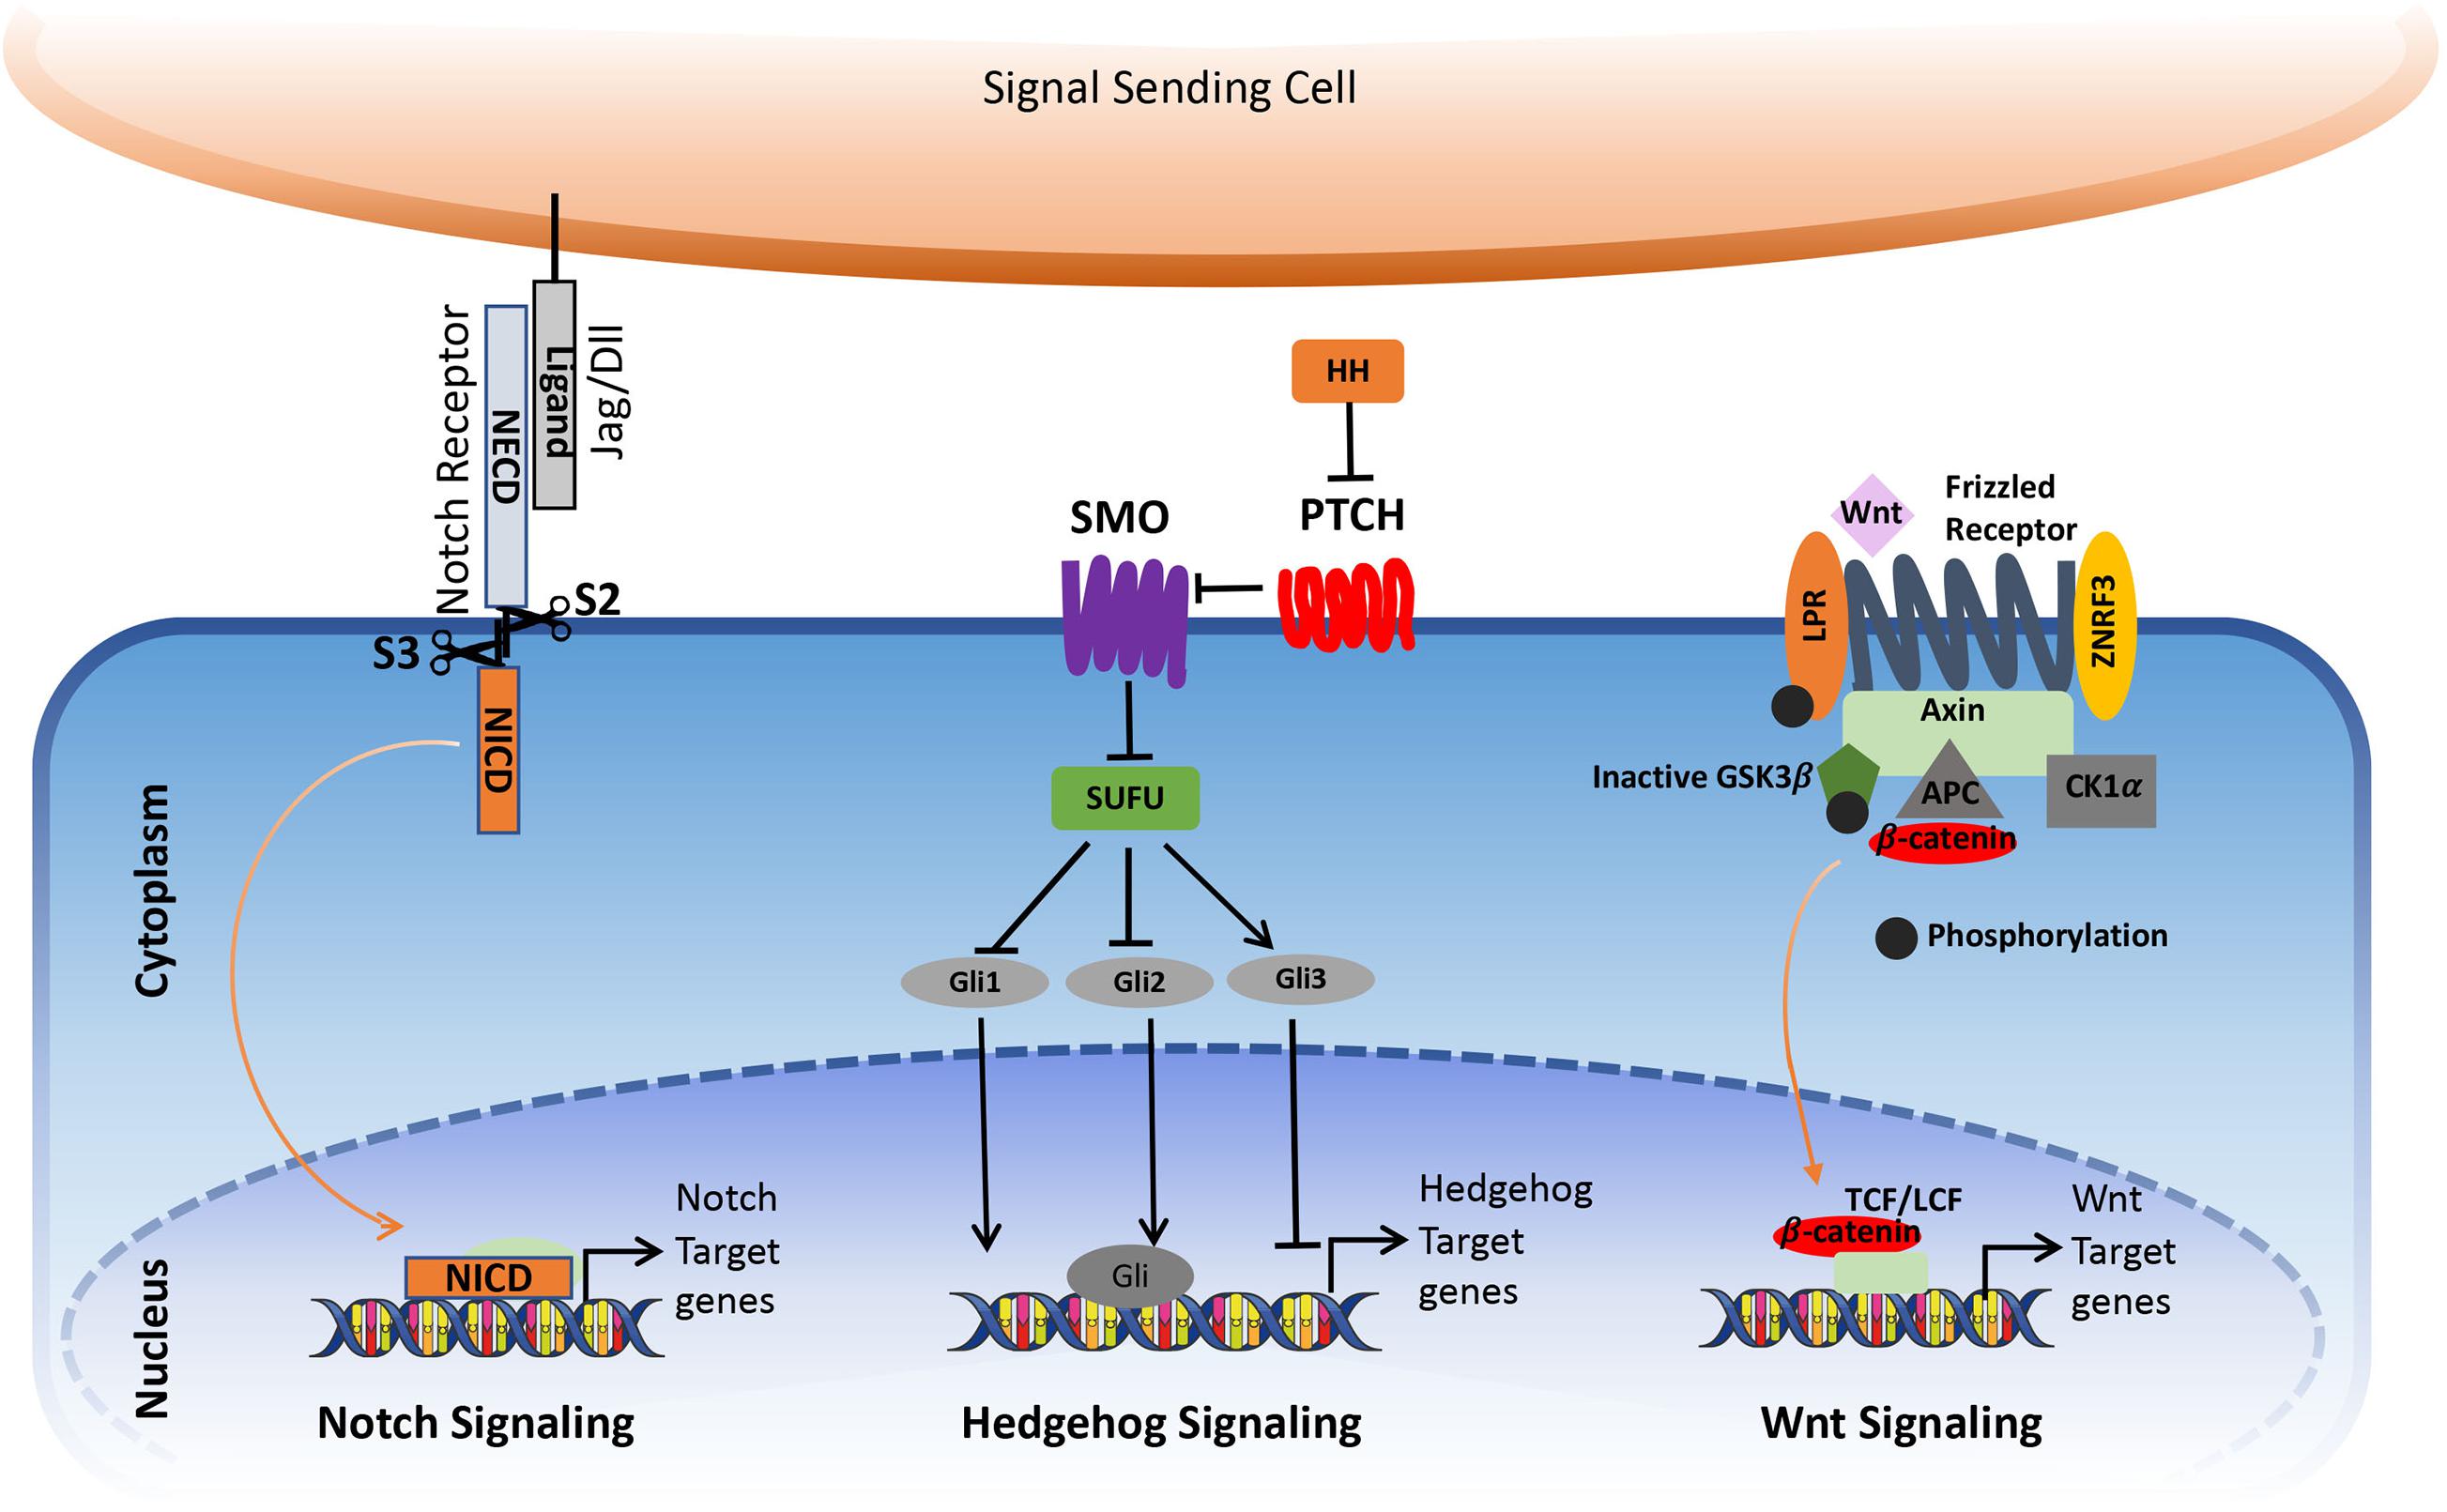 Signal Sending Cell
Notch Receptor
NECD
Ligand
Jag/Dll
S2
S3
NICD
HH
SMO
PTCH
SUFU
Gli1
Gli2
Gli3
Wnt
Frizzled
Receptor
LPR
ZNRF3
Axin
Inactive GSK3β
APC
CK1α
β-catenin
Phosphorylation
Cytoplasm
Nucleus
NICD
Notch
Target
genes
Gli
Hedgehog
Target
genes
TCF/LCF
β-catenin
Wnt
Target
genes
Notch Signaling
Hedgehog Signaling
Wnt Signaling